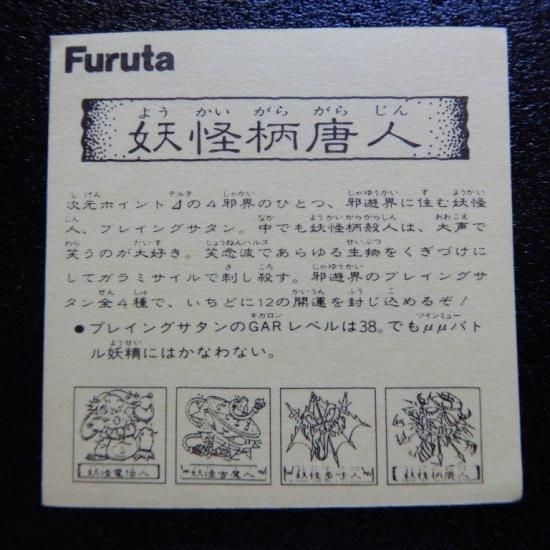 Furuta
よう かい がら がら じん
妖怪柄唐人
じげん デルタ じゃかい じゃゆうかい す ようかい
次元ポイント⊿の4邪界のひとつ、邪遊界に住む妖怪
じん なか ようかいがらがらじん おおごえ
人、プレイングサタン。中でも妖怪柄殻人は、大声で
わら だいす しょうねんハルス せいぶつ
笑うのが大好き。笑念波であらゆる生物をくぎづけに
さ ころ じゃゆうかい
してガラミサイルで刺し殺す。邪遊界のプレイングサ
ぜん しゅ かいうん ふう こ
タン全4種で、いちどに12の開運を封じ込めるぞ！
ギガロン ツインミュー
●プレイングサタンのGARレベルは38。でもμμバト
ようせい
ル妖精にはかなわない。
妖怪柄唐人